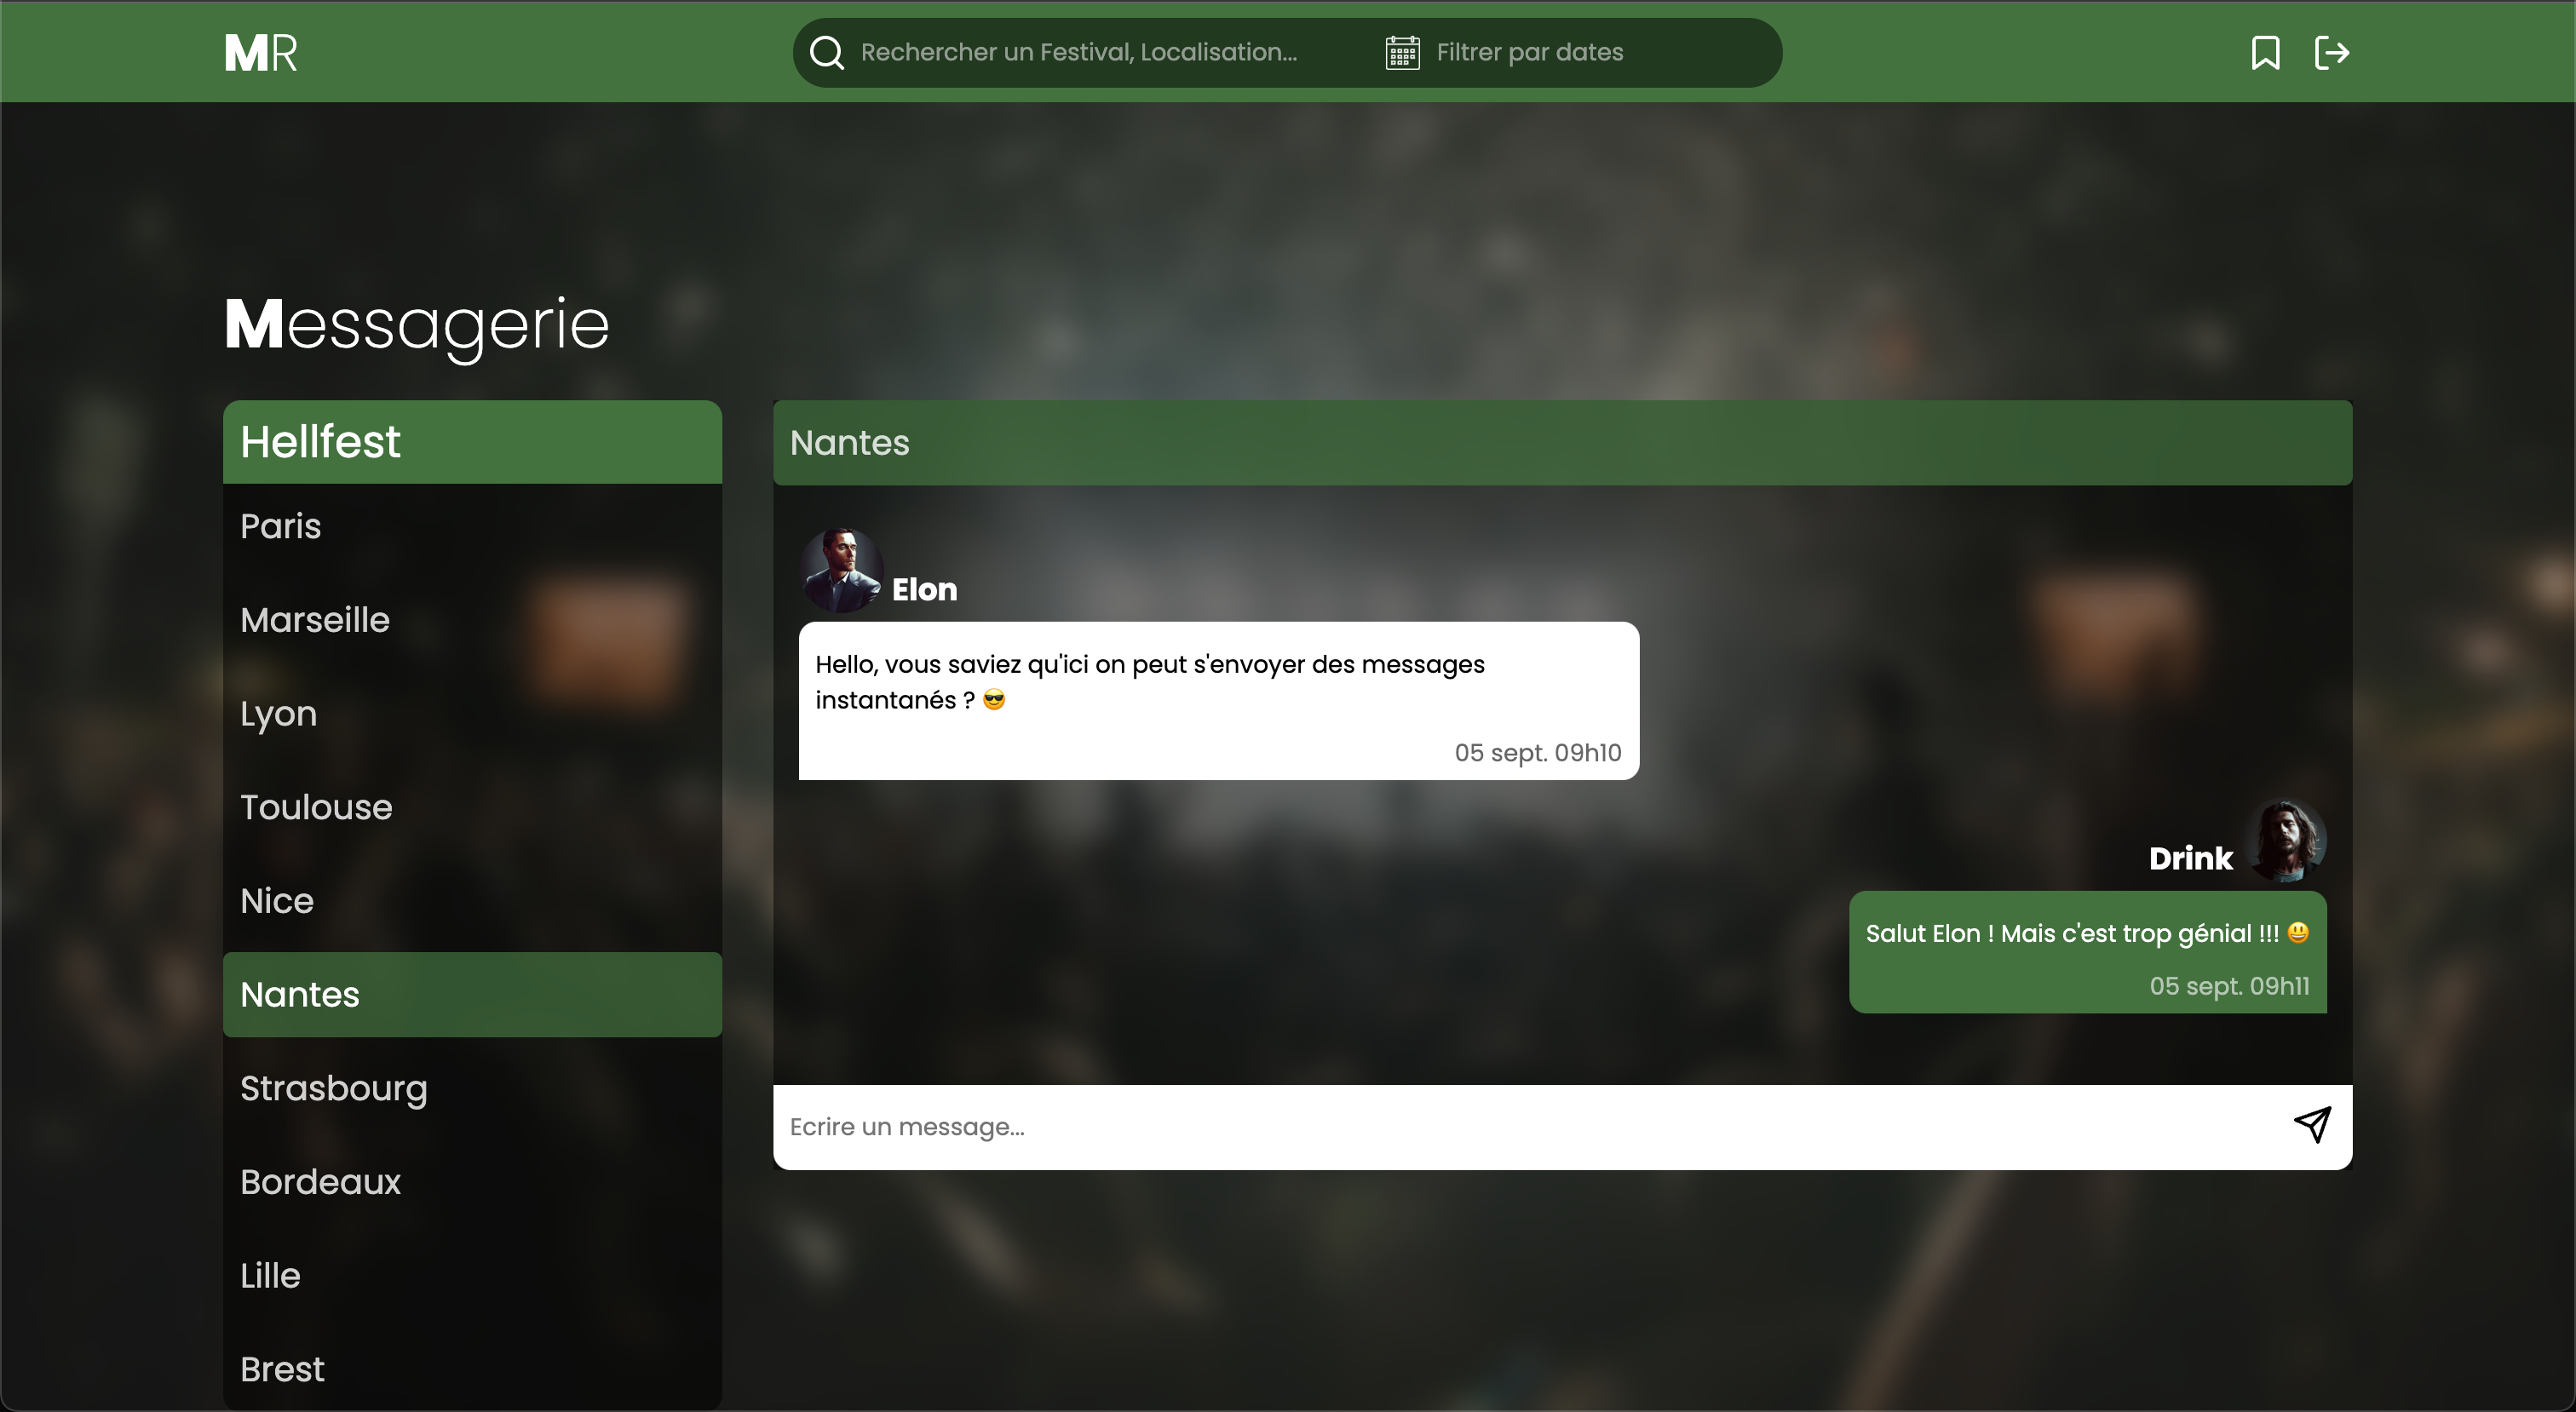 MR
Rechercher un Festival, Localisation...
Filtrer par dates
Messagerie
Hellfest
Paris
Marseille
Lyon
Toulouse
Nice
Nantes
Strasbourg
Bordeaux
Lille
Brest
Nantes
Elon
Hello, vous saviez qu'ici on peut s'envoyer des messages
instantanés ? 😎
05 sept. 09h10
Drink
Salut Elon ! Mais c'est trop génial !!! 😃
05 sept. 09h11
Ecrire un message...